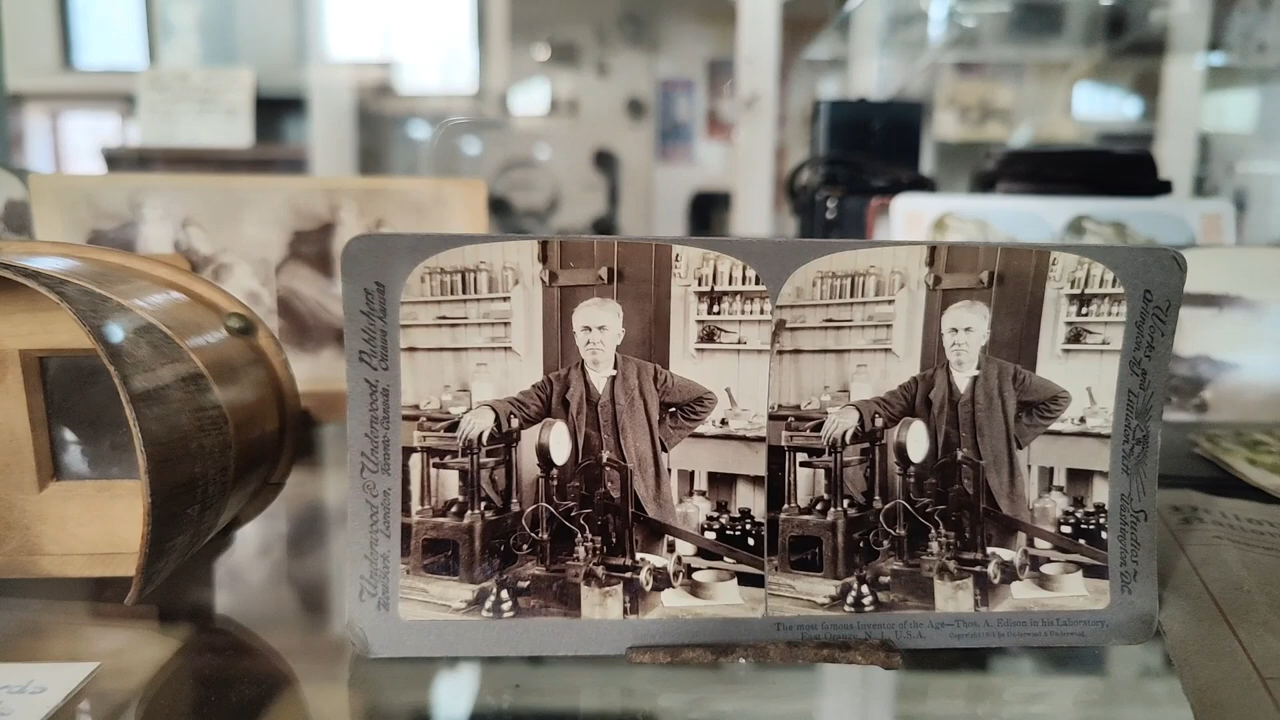 Underwood & Underwood, Publishers.
New York, London, Toronto-Canada, Ottawa-Kansas
Works and Studios
Arlington, N.J. Littleton, N.H. Washington, D.C.
The most famous Inventor of the Age—Thos. A. Edison in his Laboratory,
East Orange, N. J., U.S.A. Copyright by Underwood & Underwood.